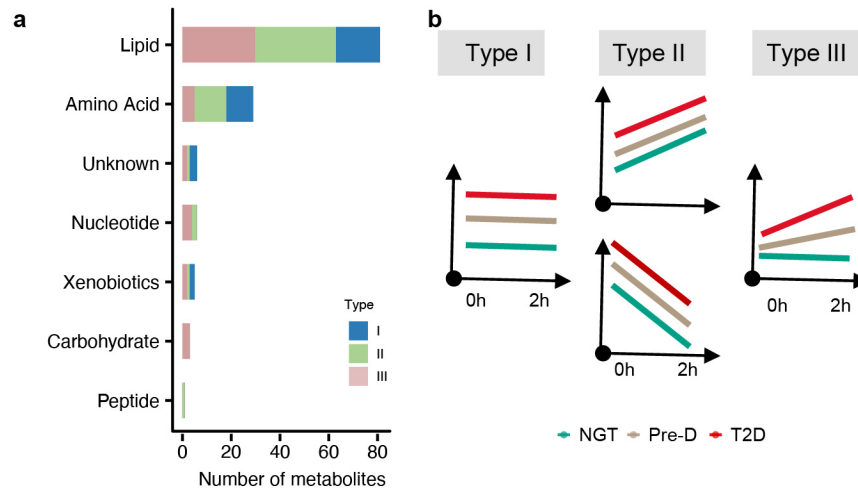 a
Lipid
Amino Acid
Unknown
Nucleotide
Xenobiotics
Carbohydrate
Peptide
Type
I
II
III
0 20 40 60 80
Number of metabolites
b
Type I Type II Type III
0h 2h
0h 2h
0h 2h
NGT Pre-D T2D